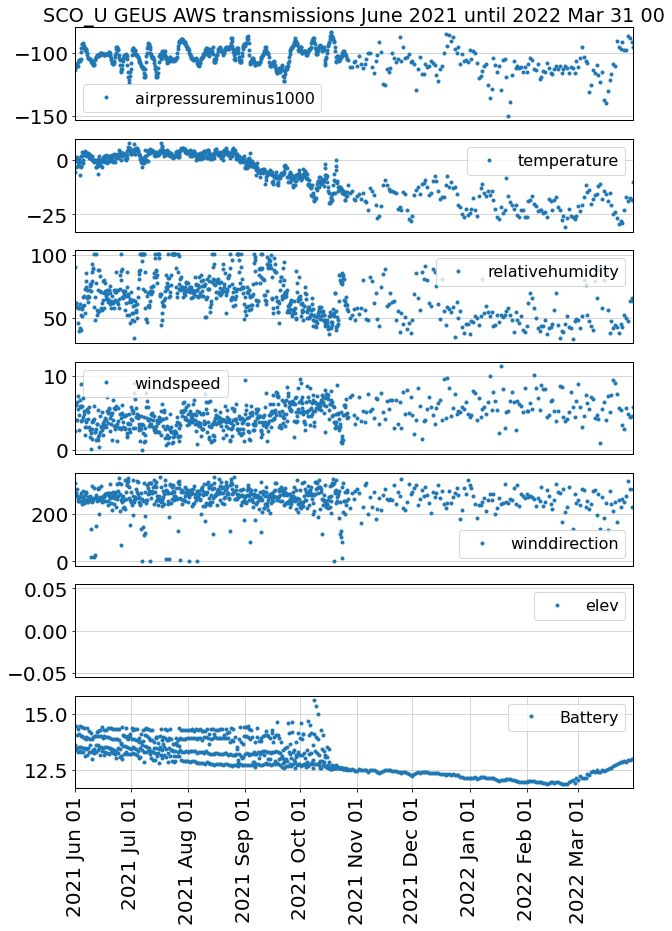 SCO_U GEUS AWS transmissions June 2021 until 2022 Mar 31 00
−100
−150
airpressureminus1000
0
−25
temperature
100
50
relativehumidity
10
0
windspeed
200
0
winddirection
0.05
0.00
−0.05
elev
15.0
12.5
Battery
2021 Jun 01
2021 Jul 01
2021 Aug 01
2021 Sep 01
2021 Oct 01
2021 Nov 01
2021 Dec 01
2022 Jan 01
2022 Feb 01
2022 Mar 01